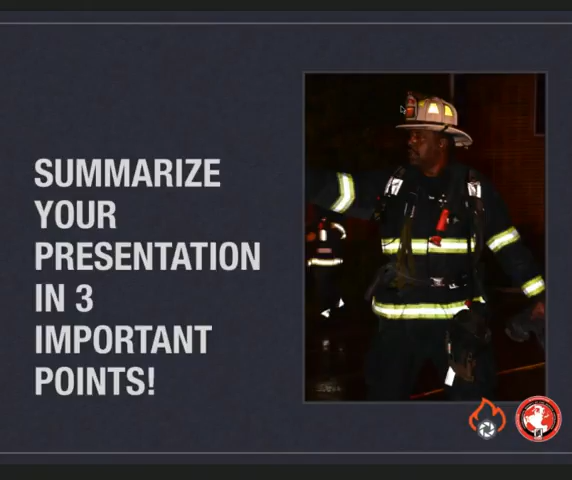 SUMMARIZE
YOUR
PRESENTATION
IN 3
IMPORTANT
POINTS!